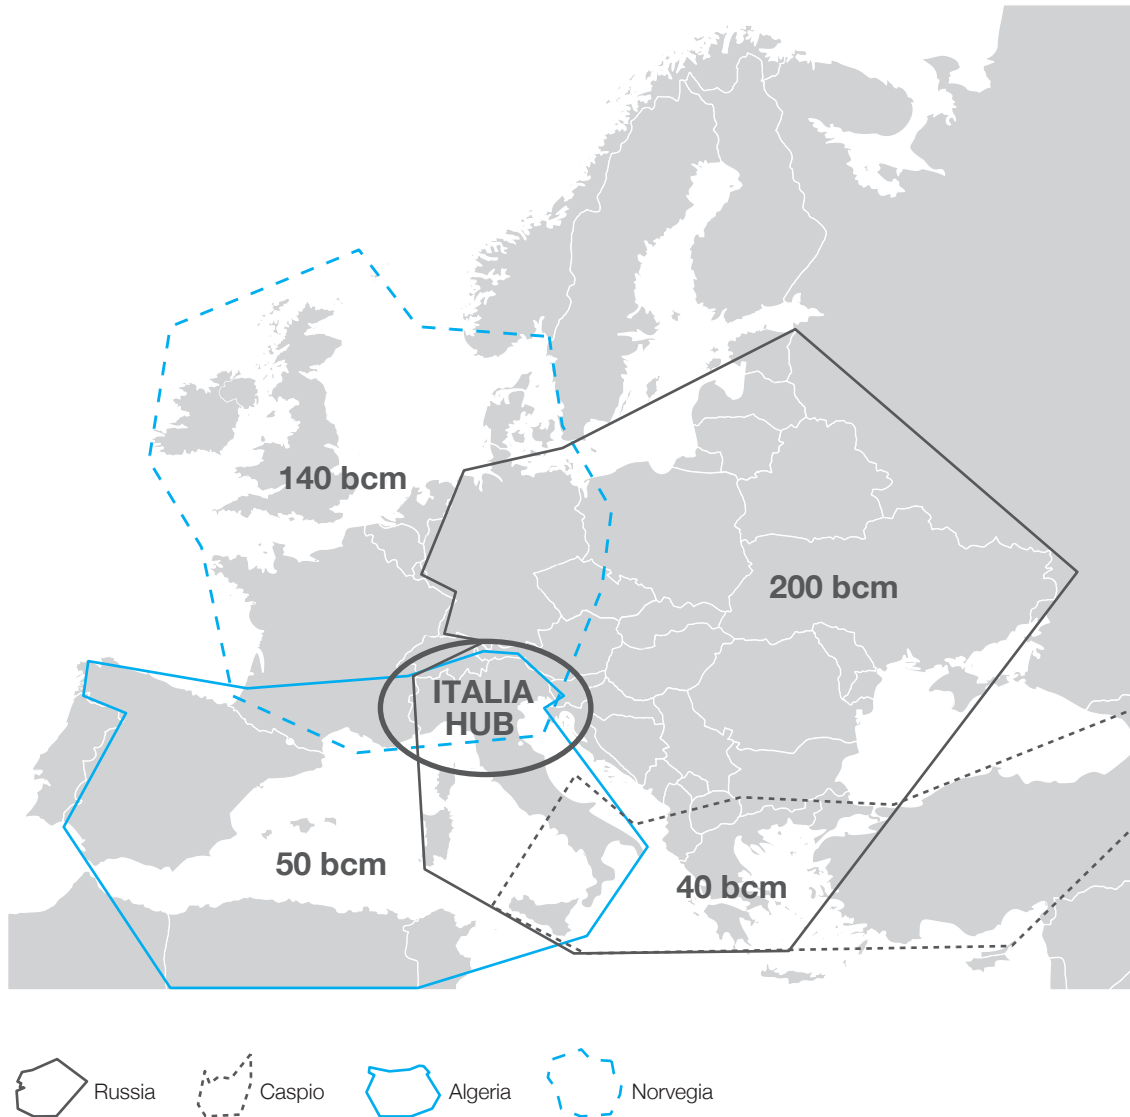 140 bcm
200 bcm
ITALIA
HUB
50 bcm
40 bcm
Russia
Caspio
Algeria
Norvegia